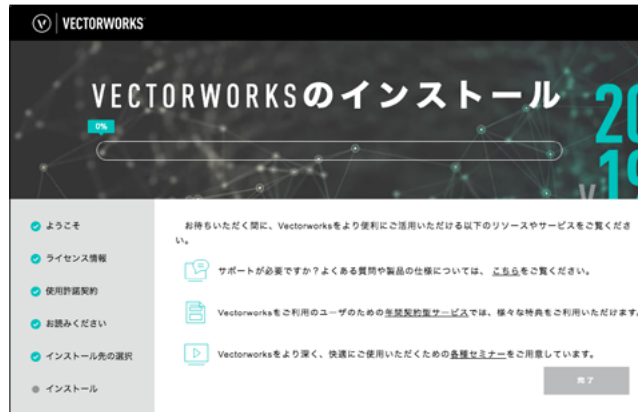 VECTORWORKS
VECTORWORKSのインストール
0%
20
19
V
ようこそ
ライセンス情報
使用許諾契約
お読みください
インストール先の選択
インストール
お待ちいただく間に、Vectorworksをより便利にご活用いただける以下のリソースやサービスをご覧くださ
い。
サポートが必要ですか？よくある質問や製品の仕様については、 こちらをご覧ください。
Vectorworksをご利用のユーザのための年間契約型サービスでは、様々な特典をご利用いただけます。
Vectorworksをより深く、快適にご使用いただくための各種セミナーをご用意しています。
完了